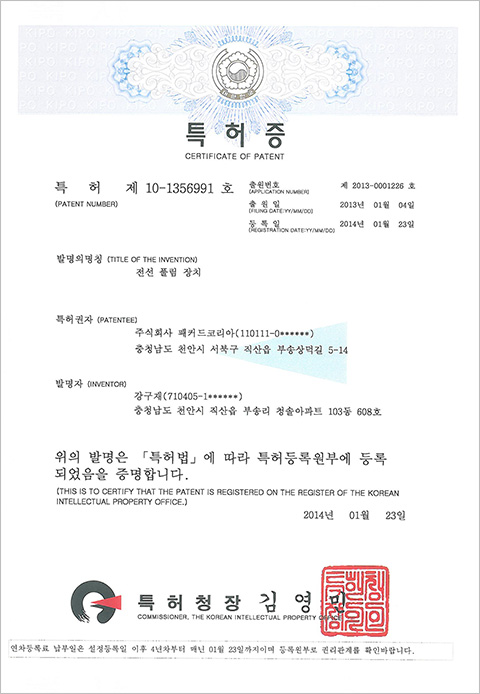 특허증
CERTIFICATE OF PATENT
특 허 제 10-1356991 호
(PATENT NUMBER)
출원번호 제 2013-0001226 호
(APPLICATION NUMBER)
출원일 2013년 01월 04일
(FILING DATE:YY/MM/DD)
등록일 2014년 01월 23일
(REGISTRATION DATE:YY/MM/DD)
발명의명칭 (TITLE OF THE INVENTION)
전선 풀림 장치
특허권자 (PATENTEE)
주식회사 패커드코리아(110111-0******)
충청남도 천안시 서북구 직산읍 부송상덕길 5-14
발명자 (INVENTOR)
강구재(710405-1******)
충청남도 천안시 직산읍 부송리 청솔아파트 103동 608호
위의 발명은 「특허법」에 따라 특허등록원부에 등록
되었음을 증명합니다.
(THIS IS TO CERTIFY THAT THE PATENT IS REGISTERED ON THE REGISTER OF THE KOREAN
INTELLECTUAL PROPERTY OFFICE.)
2014년 01월 23일
특허청장 김영민
COMMISSIONER, THE KOREAN INTELLECTUAL PROPERTY OFFICE
연차등록료 납부일은 설정등록일 이후 4년차부터 매년 01월 23일까지이며 등록원부로 권리관계를 확인바랍니다.